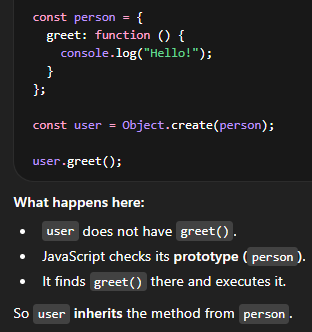 const person = {
  greet: function () {
    console.log("Hello!");
  }
};
const user = Object.create(person);
user.greet();
What happens here:
• user does not have greet().
• JavaScript checks its prototype (person).
• It finds greet() there and executes it.
So user inherits the method from person.